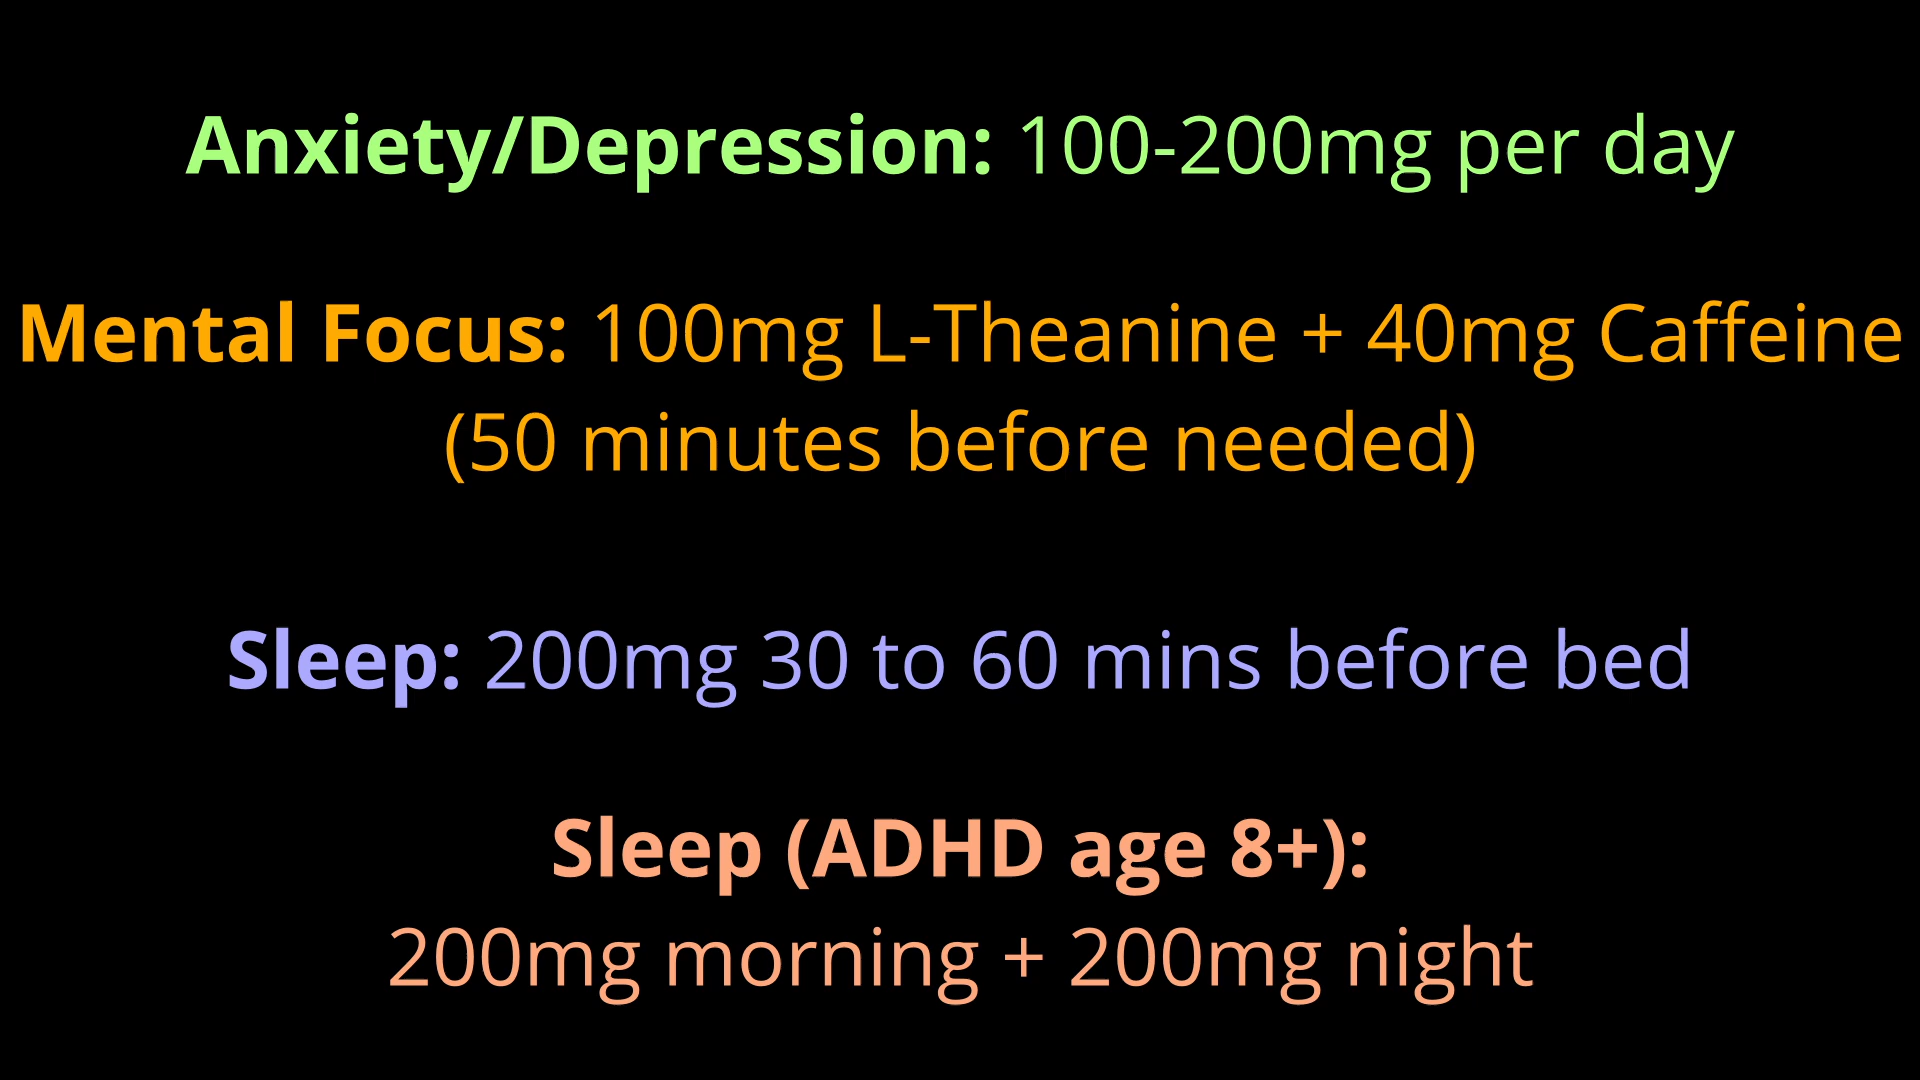 Anxiety/Depression: 100-200mg per day
Mental Focus: 100mg L-Theanine + 40mg Caffeine
(50 minutes before needed)
Sleep: 200mg 30 to 60 mins before bed
Sleep (ADHD age 8+):
200mg morning + 200mg night